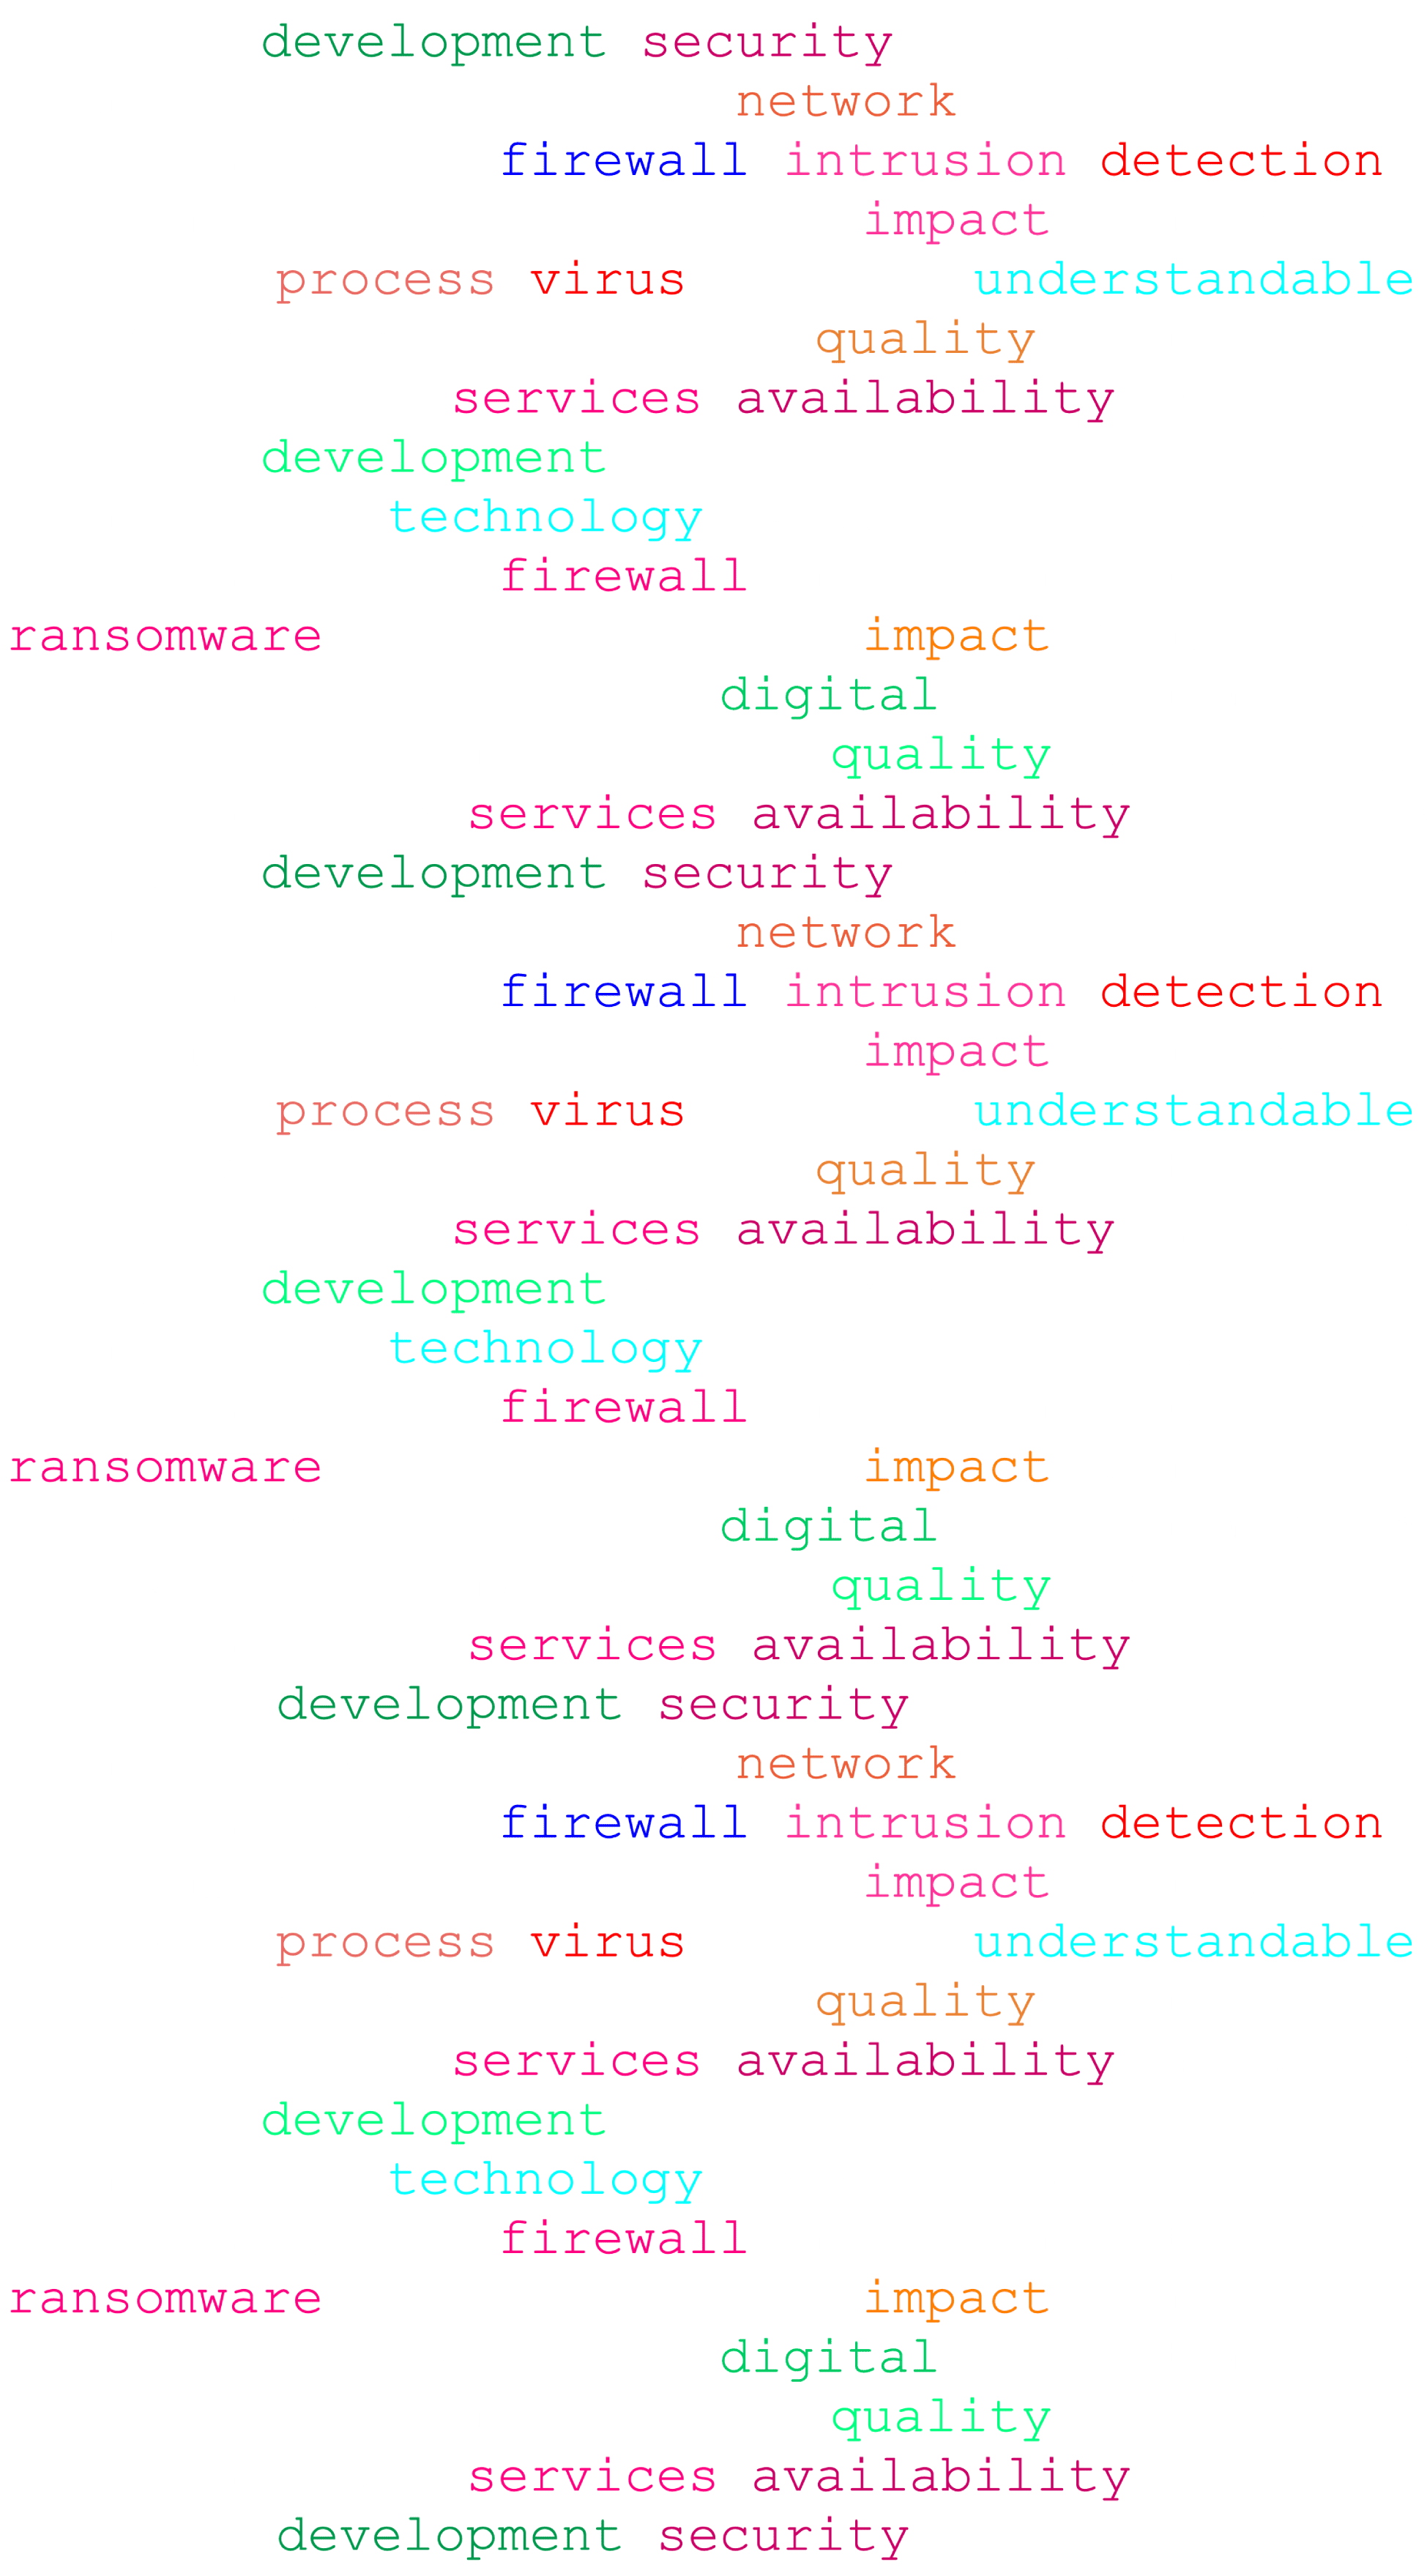 development security
network
firewall intrusion detection
impact
process virus understandable
quality
services availability
development
technology
firewall
ransomware impact
digital
quality
services availability
development security
network
firewall intrusion detection
impact
process virus understandable
quality
services availability
development
technology
firewall
ransomware impact
digital
quality
services availability
development security
network
firewall intrusion detection
impact
process virus understandable
quality
services availability
development
technology
firewall
ransomware impact
digital
quality
services availability
development security